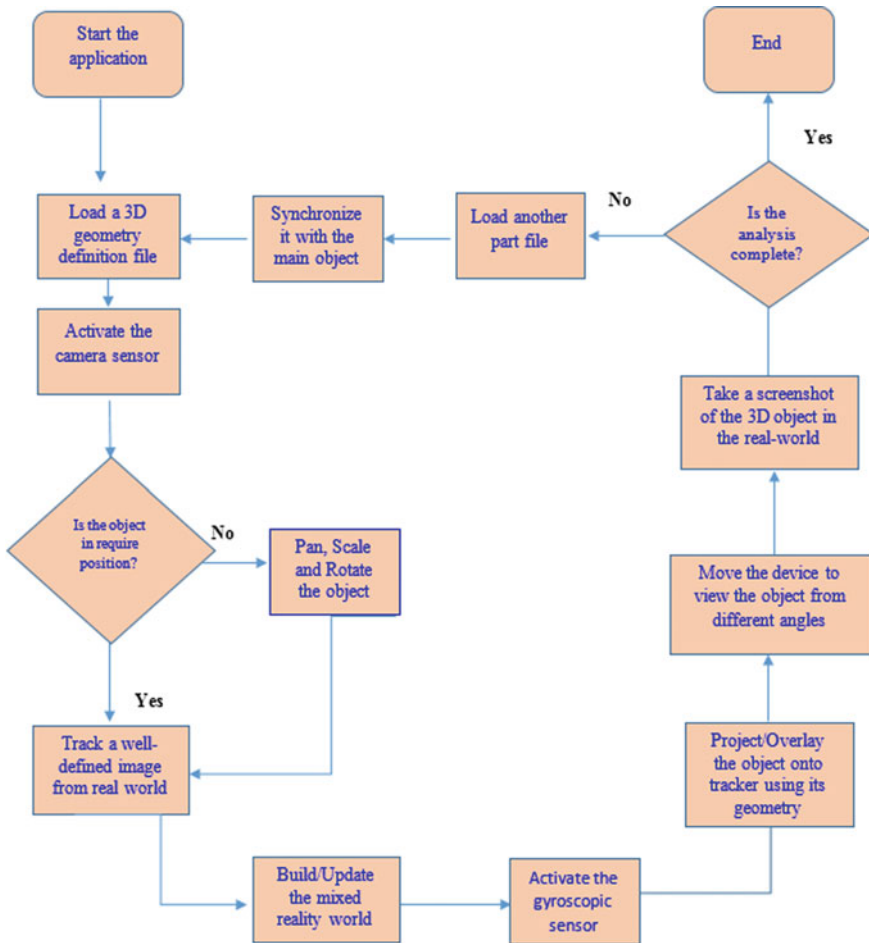 Start the
application
End
Yes
Load a 3D
geometry
definition file
Synchronize
it with the
main object
Load another
part file
No
Is the
analysis
complete?
Activate the
camera sensor
Take a screenshot
of the 3D object in
the real-world
Is the object
in require
position?
No
Pan, Scale
and Rotate
the object
Move the device to
view the object from
different angles
Yes
Track a well-
defined image
from real world
Project/Overlay
the object onto
tracker using its
geometry
Build/Update
the mixed
reality world
Activate the
gyroscopic
sensor